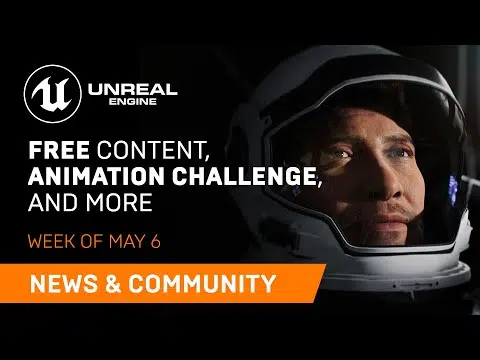 UNREAL
ENGINE
FREE CONTENT,
ANIMATION CHALLENGE,
AND MORE
WEEK OF MAY 6
NEWS & COMMUNITY